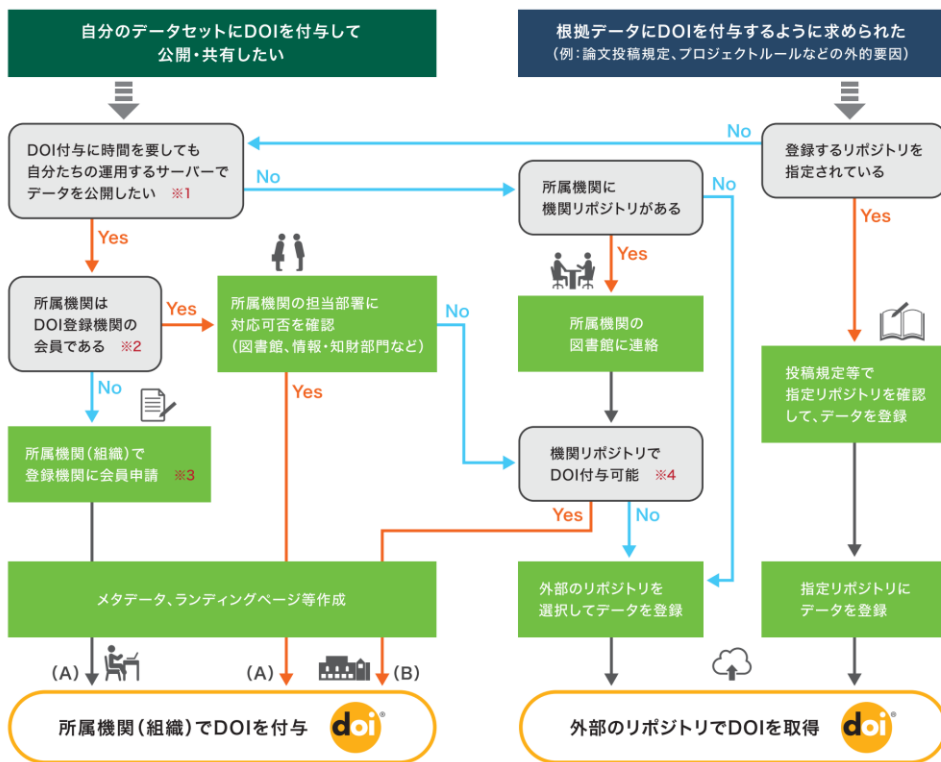 自分のデータセットにDOIを付与して
公開・共有したい
根拠データにDOIを付与するように求められた
(例：論文投稿規定、プロジェクトルールなどの外的要因)
DOI付与に時間を要しても
自分たちの運用するサーバーで
データを公開したい ※1
No
No
所属機関に
機関リポジトリがある
No
登録するリポジトリを
指定されている
Yes
Yes
Yes
所属機関は
DOI登録機関の
会員である ※2
Yes
所属機関の担当部署に
対応可否を確認
(図書館、情報・知財部門など)
No
所属機関の
図書館に連絡
投稿規定等で
指定リポジトリを確認
して、データを登録
No
Yes
所属機関(組織)で
登録機関に会員申請 ※3
機関リポジトリで
DOI付与可能 ※4
Yes
No
メタデータ、ランディングページ等作成
外部のリポジトリを
選択してデータを登録
指定リポジトリに
データを登録
(A)
(A)
(B)
所属機関(組織)でDOIを付与
doi®
外部のリポジトリでDOIを取得
doi®